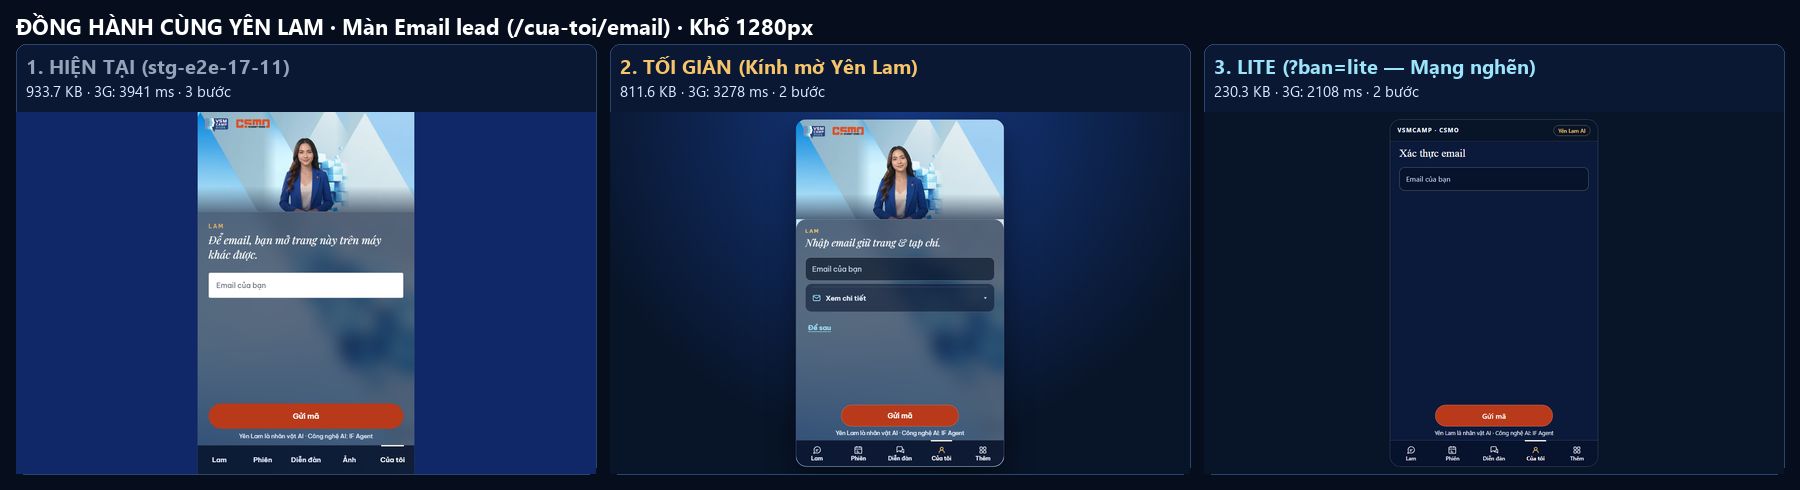 ĐỒNG HÀNH CÙNG YÊN LAM · Màn Email lead (/cua-toi/email) · Khổ 1280px
1. HIỆN TẠI (stg-e2e-17-11)
933.7 KB · 3G: 3941 ms · 3 bước
VSM
CAMP
CSMO
LAM
Để email, bạn mở trang này trên máy
khác được.
Email của bạn
Gửi mã
Yên Lam là nhân vật AI · Công nghệ AI: IF Agent
Lam
Phiên
Diễn đàn
Ảnh
Của tôi
2. TỐI GIẢN (Kính mờ Yên Lam)
811.6 KB · 3G: 3278 ms · 2 bước
VSM
CAMP
CSMO
LAM
Nhập email giữ trang & tạp chí.
Email của bạn
Xem chi tiết
Để sau
Gửi mã
Yên Lam là nhân vật AI · Công nghệ AI: IF Agent
Lam
Phiên
Diễn đàn
Của tôi
Thêm
3. LITE (?ban=lite — Mạng nghẽn)
230.3 KB · 3G: 2108 ms · 2 bước
VSMCAMP · CSMO
Yên Lam AI
Xác thực email
Email của bạn
Gửi mã
Yên Lam là nhân vật AI · Công nghệ AI: IF Agent
Lam
Phiên
Diễn đàn
Của tôi
Thêm